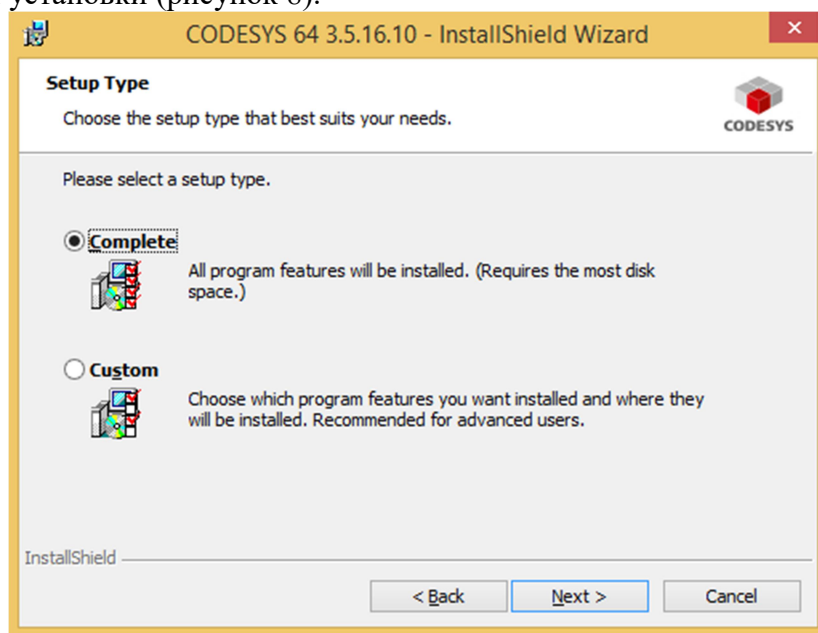 установки (рисунок 8).
CODESYS 64 3.5.16.10 - InstallShield Wizard
Setup Type
Choose the setup type that best suits your needs.
CODESYS
Please select a setup type.
Complete
All program features will be installed. (Requires the most disk
space.)
Custom
Choose which program features you want installed and where they
will be installed. Recommended for advanced users.
InstallShield
< Back
Next >
Cancel